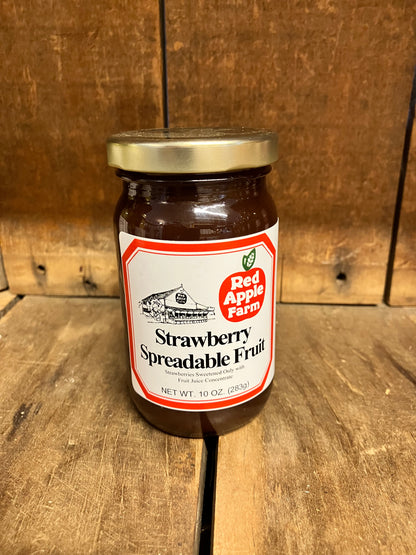 Red
Apple
Farm
Strawberry
Spreadable Fruit
Strawberries Sweetened Only with
Fruit Juice Concentrate
NET WT. 10 OZ. (283g)